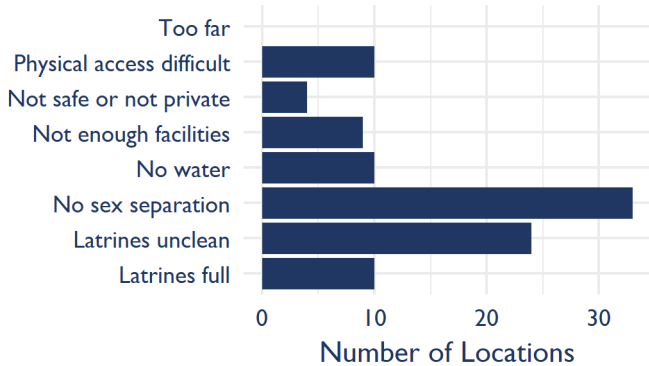 Too far
Physical access difficult
Not safe or not private
Not enough facilities
No water
No sex separation
Latrines unclean
Latrines full
0 10 20 30
Number of Locations